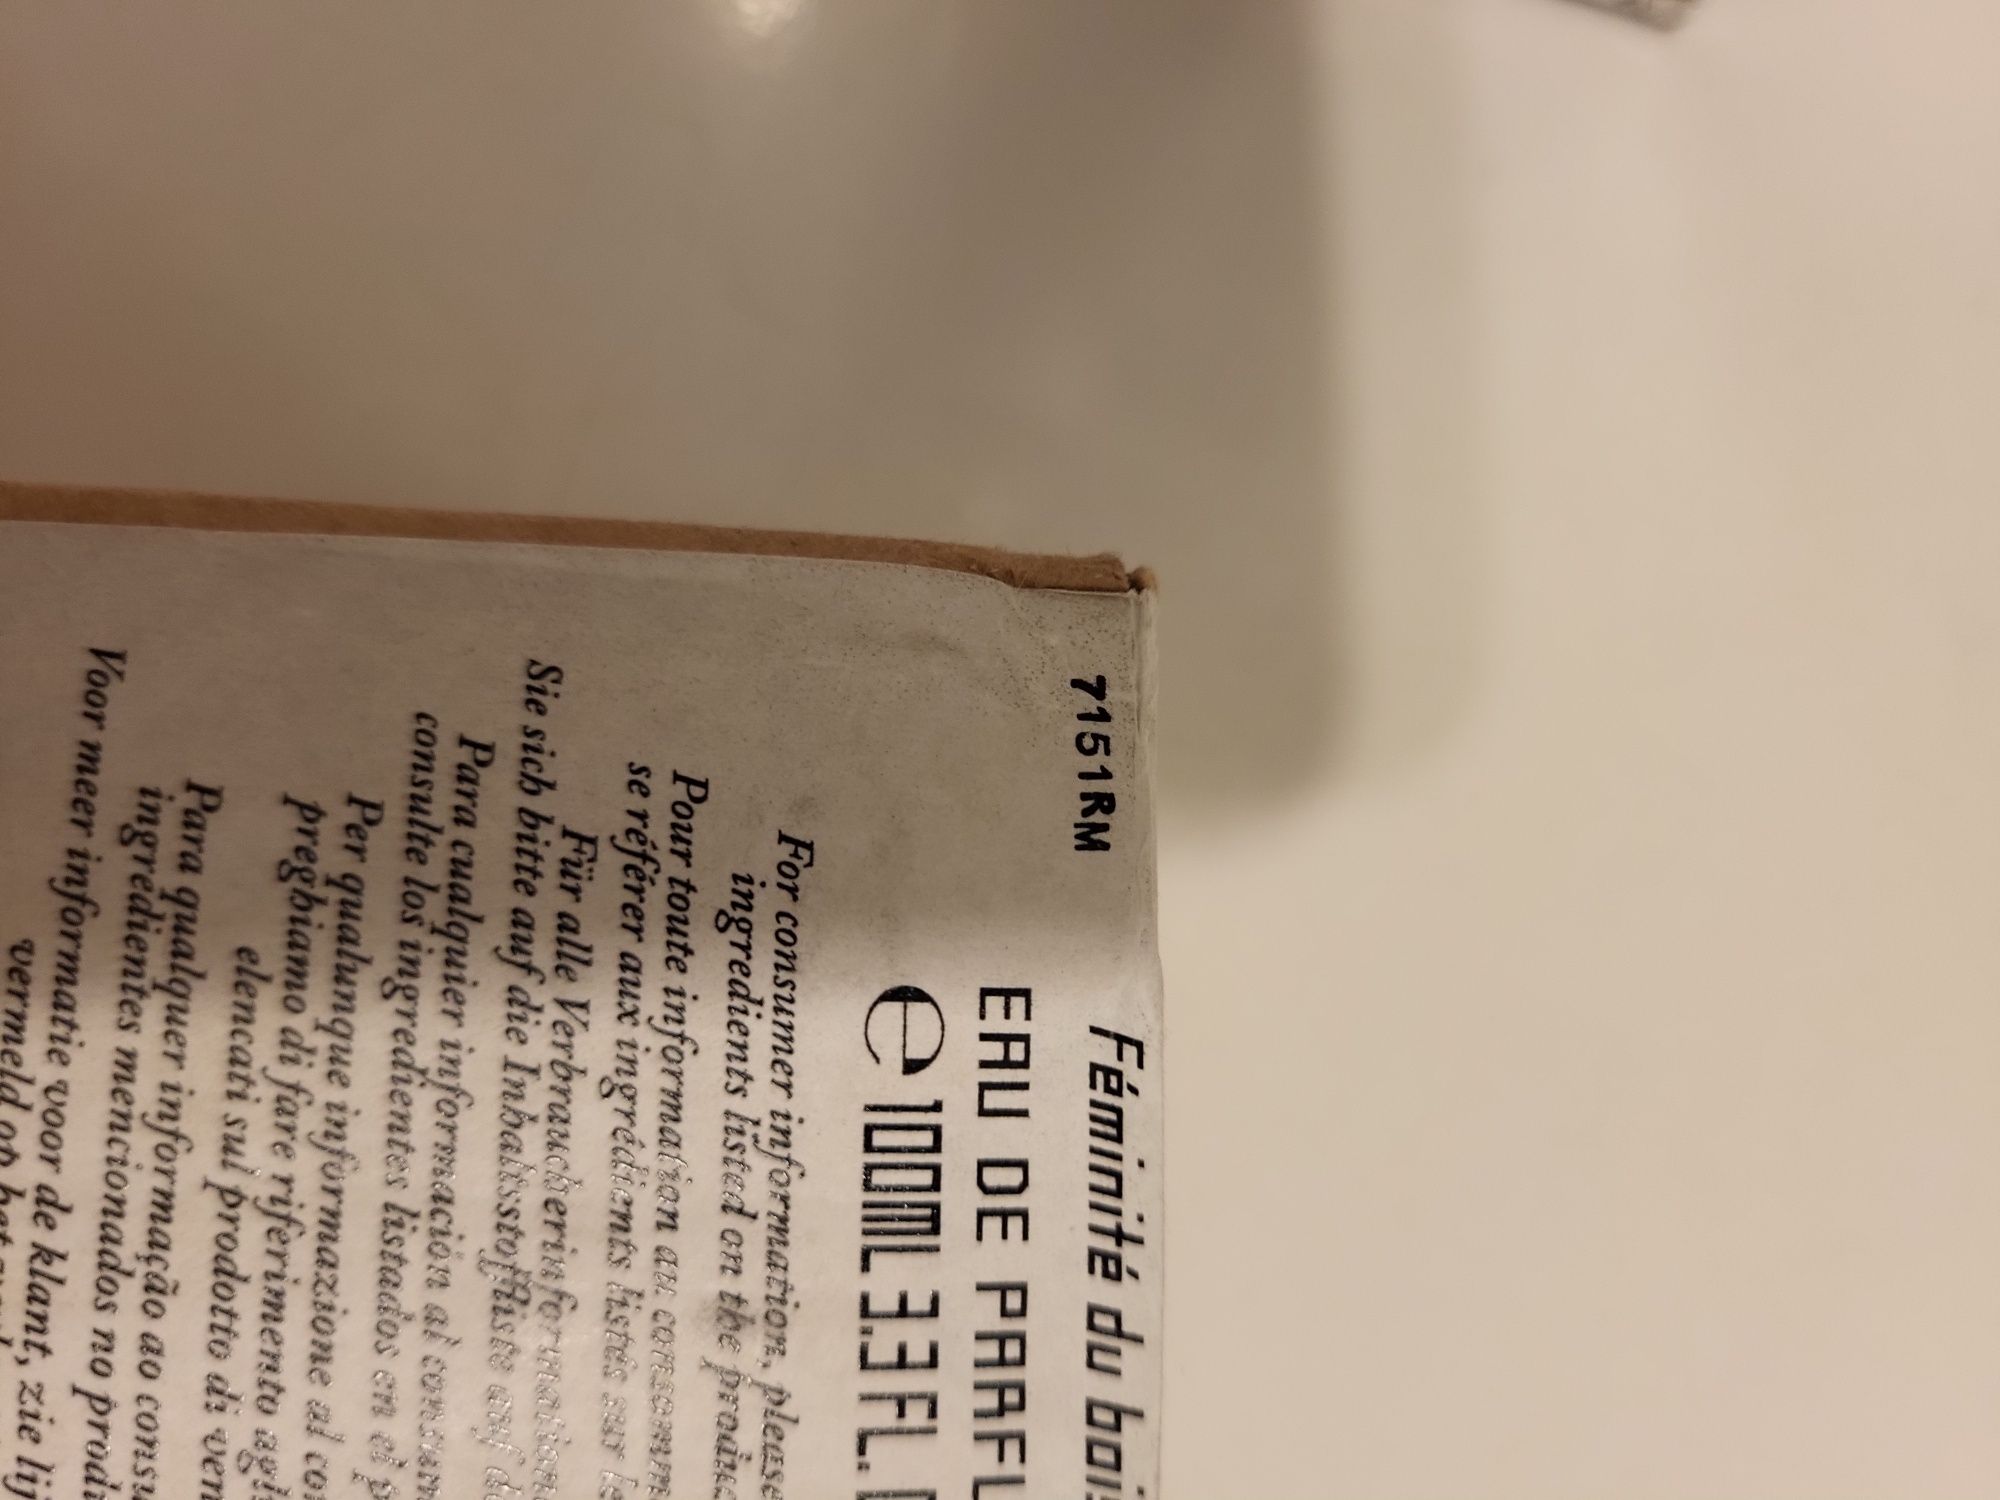 7151RM
Féminité du bois
EAU DE PARFU
e 100ML 3.3 FL.
For consumer information, please
ingredients listed on the produc
Pour toute information au consomm
se référer aux ingrédients listés sur le
Für alle Verbraucherinformation
Sie sich bitte auf die Inhaltsstoffliste auf d
Para cualquier información al consum
consulte los ingredientes listados en el p
Per qualunque informazione al co
preghiamo di fare riferimento agl
elencati sul prodotto di ven
Para qualquer informação ao consu
ingredientes mencionados no prod
Voor meer informatie voor de klant, zie lij
vermeld op het